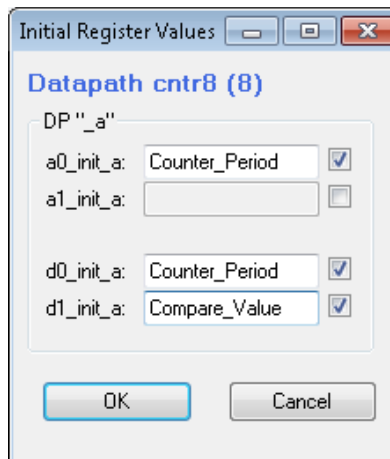 Initial Register Values
Datapath cntr8 (8)
DP "_a"
a0_init_a: Counter_Period
a1_init_a:
d0_init_a: Counter_Period
d1_init_a: Compare_Value
OK Cancel